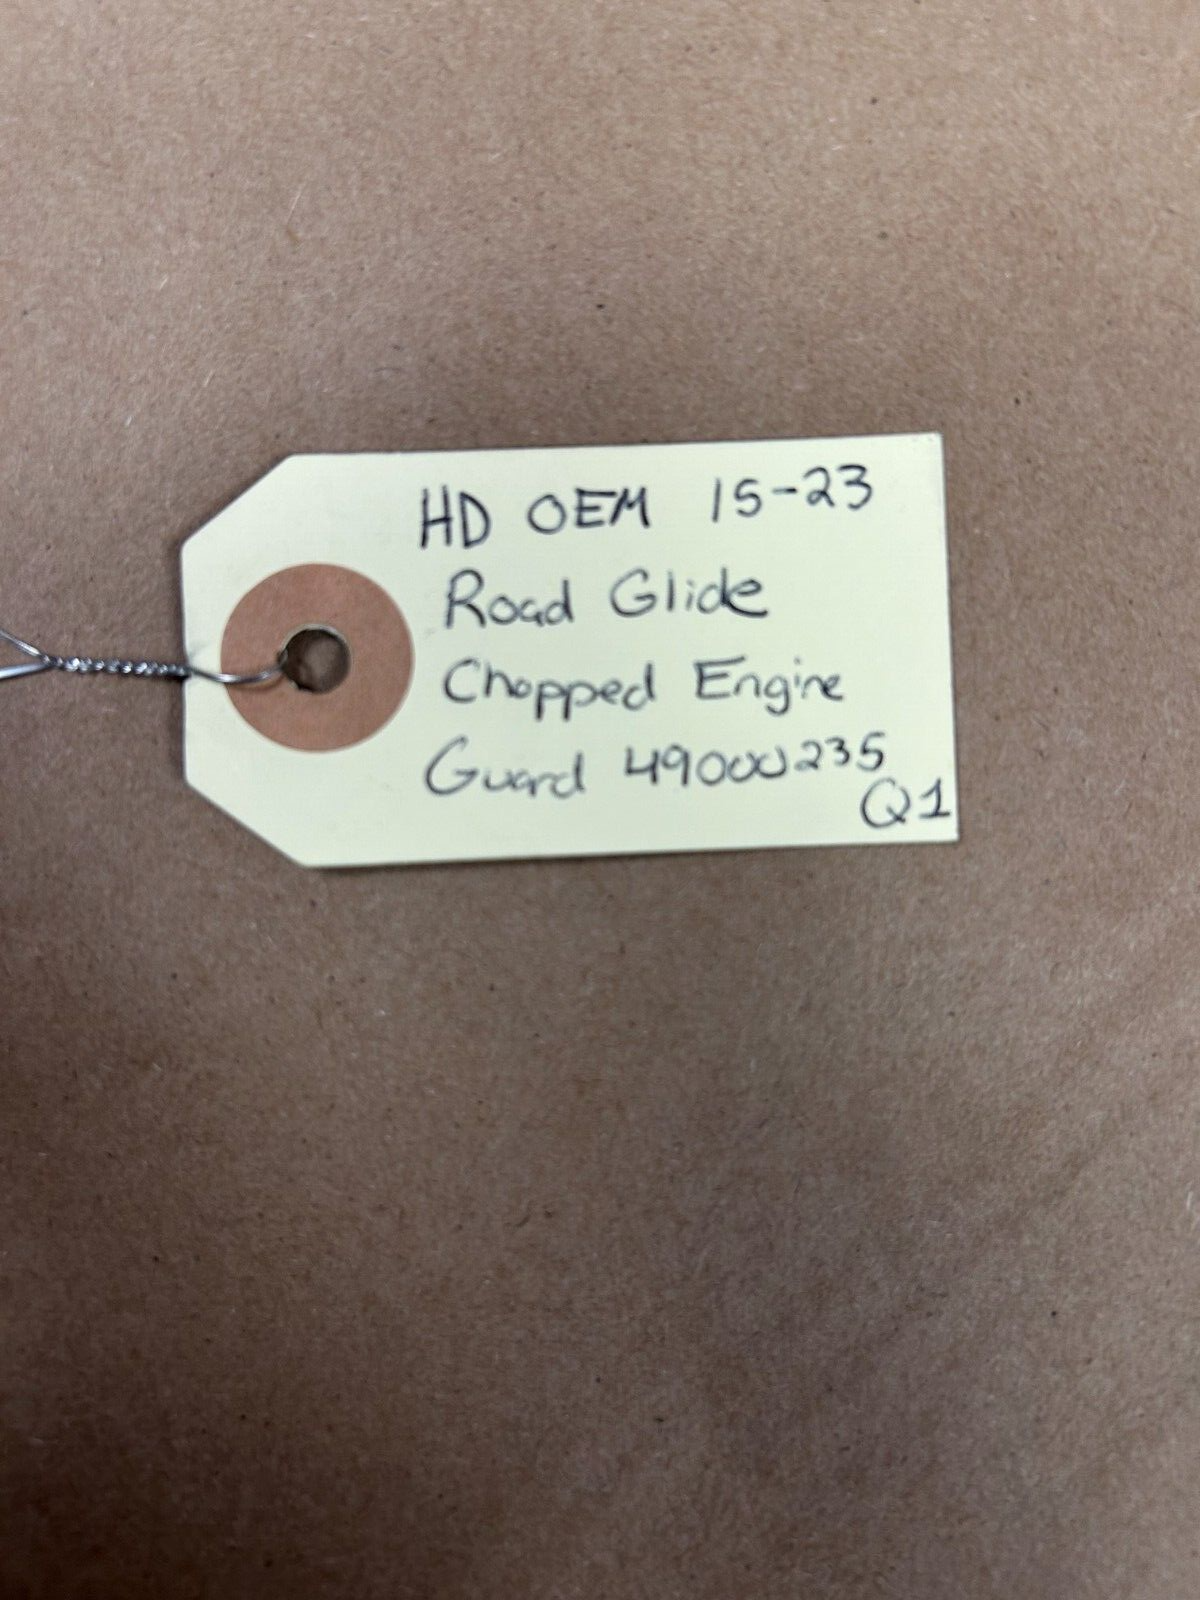 HD OEM 15-23
Road Glide
Chopped Engine
Guard 49000235
Q1